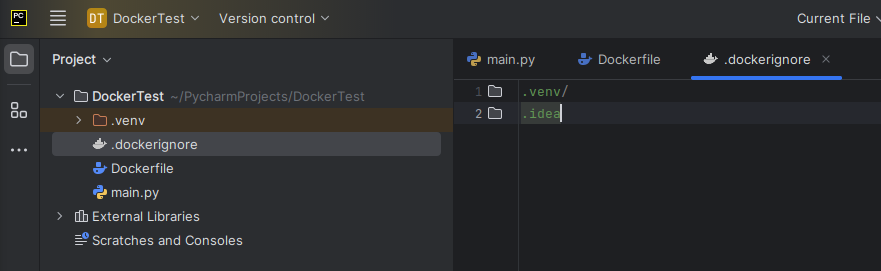 PC DT DockerTest Version control Current File
Project
main.py Dockerfile .dockerignore
DockerTest ~/PycharmProjects/DockerTest
.venv
.dockerignore
Dockerfile
main.py
External Libraries
Scratches and Consoles
1 .venv/
2 .idea